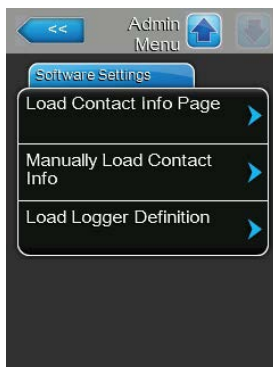 <<
Admin
Menu
Software Settings
Load Contact Info Page
Manually Load Contact
Info
Load Logger Definition